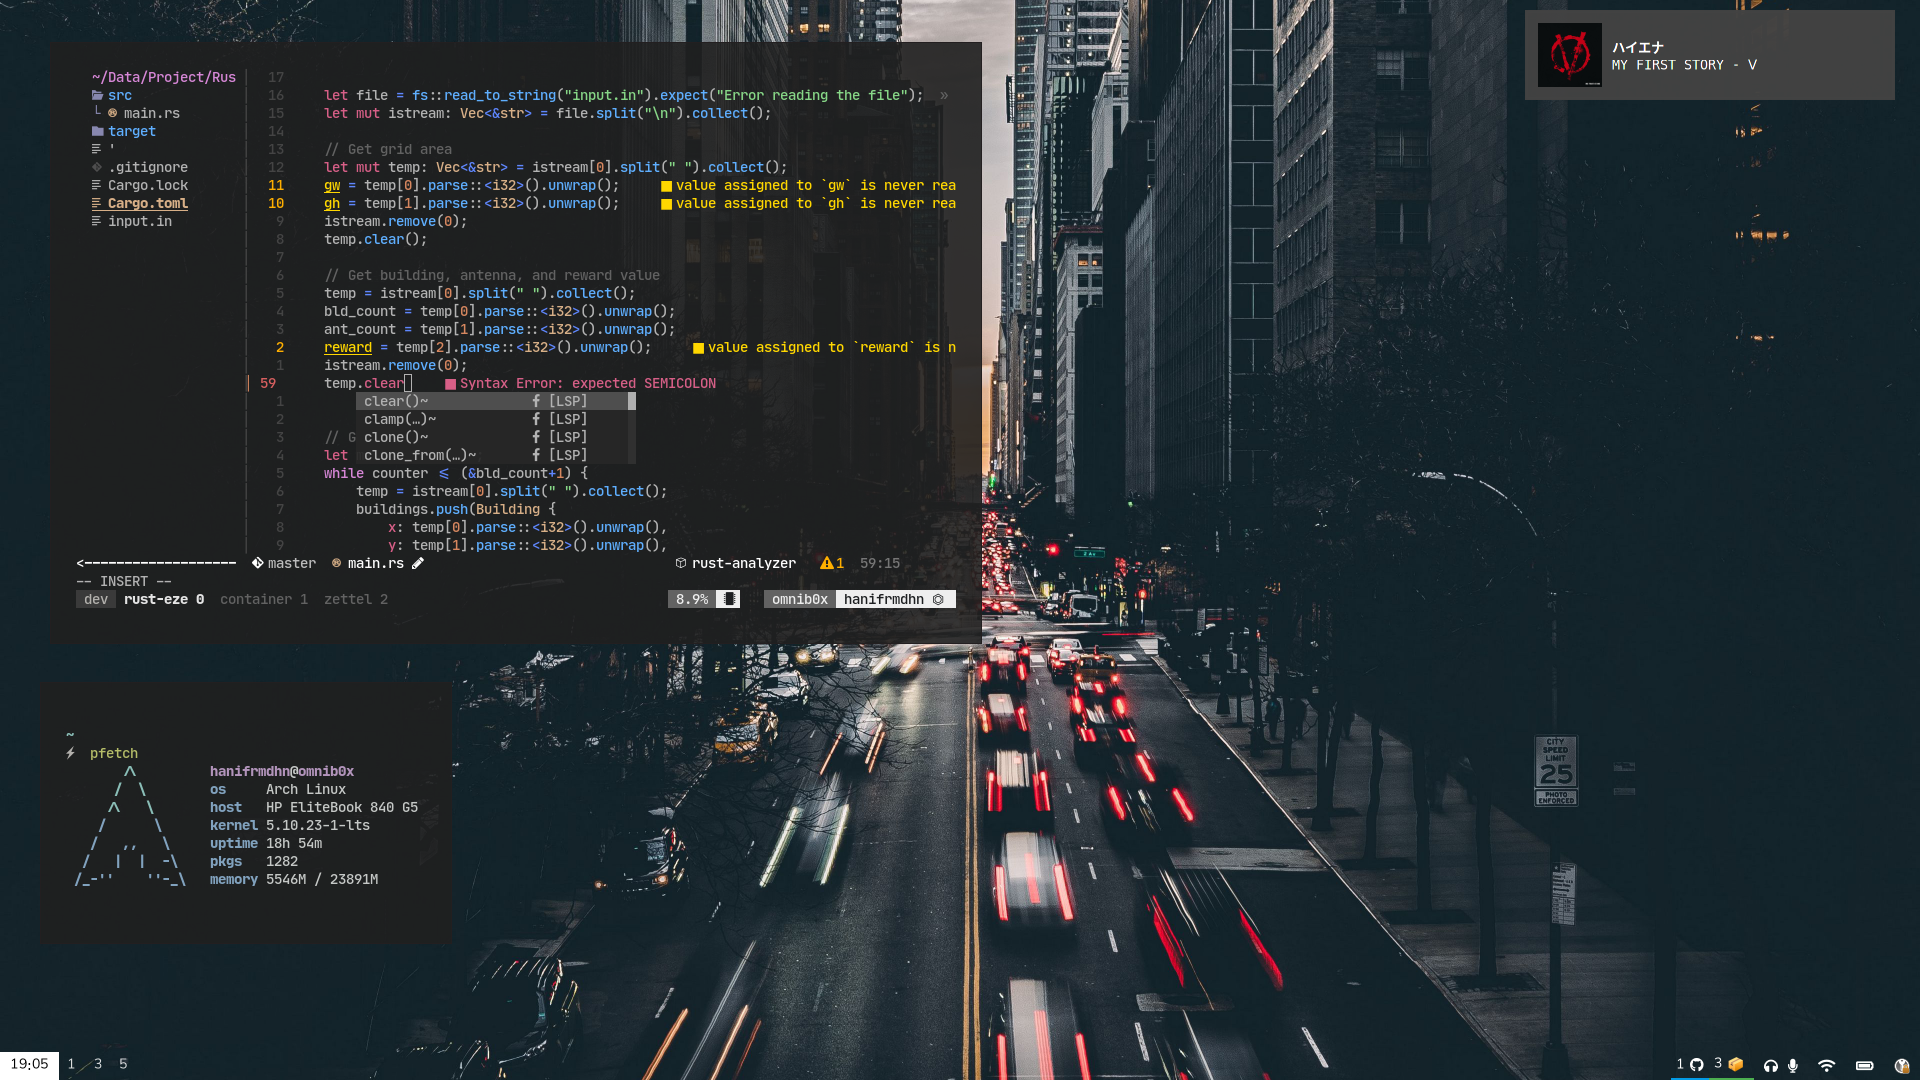 ~/Data/Project/Rus
src
main.rs
target
'
.gitignore
Cargo.lock
Cargo.toml
input.in
17
16 let file = fs::read_to_string("input.in").expect("Error reading the file"); »
15 let mut istream: Vec<&str> = file.split("\n").collect();
14
13 // Get grid area
12 let mut temp: Vec<&str> = istream[0].split(" ").collect();
11 gw = temp[0].parse::<i32>().unwrap(); ■ value assigned to `gw` is never rea
10 gh = temp[1].parse::<i32>().unwrap(); ■ value assigned to `gh` is never rea
9 istream.remove(0);
8 temp.clear();
7
6 // Get building, antenna, and reward value
5 temp = istream[0].split(" ").collect();
4 bld_count = temp[0].parse::<i32>().unwrap();
3 ant_count = temp[1].parse::<i32>().unwrap();
2 reward = temp[2].parse::<i32>().unwrap(); ■ value assigned to `reward` is n
1 istream.remove(0);
59 temp.clear ■ Syntax Error: expected SEMICOLON
1 clear()~ f [LSP]
2 clamp(…)~ f [LSP]
3 // G clone()~ f [LSP]
4 let clone_from(…)~ f [LSP]
5 while counter <= (&bld_count+1) {
6 temp = istream[0].split(" ").collect();
7 buildings.push(Building {
8 x: temp[0].parse::<i32>().unwrap(),
9 y: temp[1].parse::<i32>().unwrap(),
<------------------- master main.rs rust-analyzer 1 59:15
-- INSERT --
dev rust-eze 0 container 1 zettel 2 8.9% omnib0x hanifrmdhn
~
pfetch
/\
/ \
/\ \
/ \
/ ,, \
/ | | -\
/_-'' ''-_\
hanifrmdhn@omnib0x
os Arch Linux
host HP EliteBook 840 G5
kernel 5.10.23-1-lts
uptime 18h 54m
pkgs 1282
memory 5546M / 23891M
ハイエナ
MY FIRST STORY - V
CITY
SPEED
LIMIT
25
PHOTO
ENFORCED
19:05 1 3 5
1 3